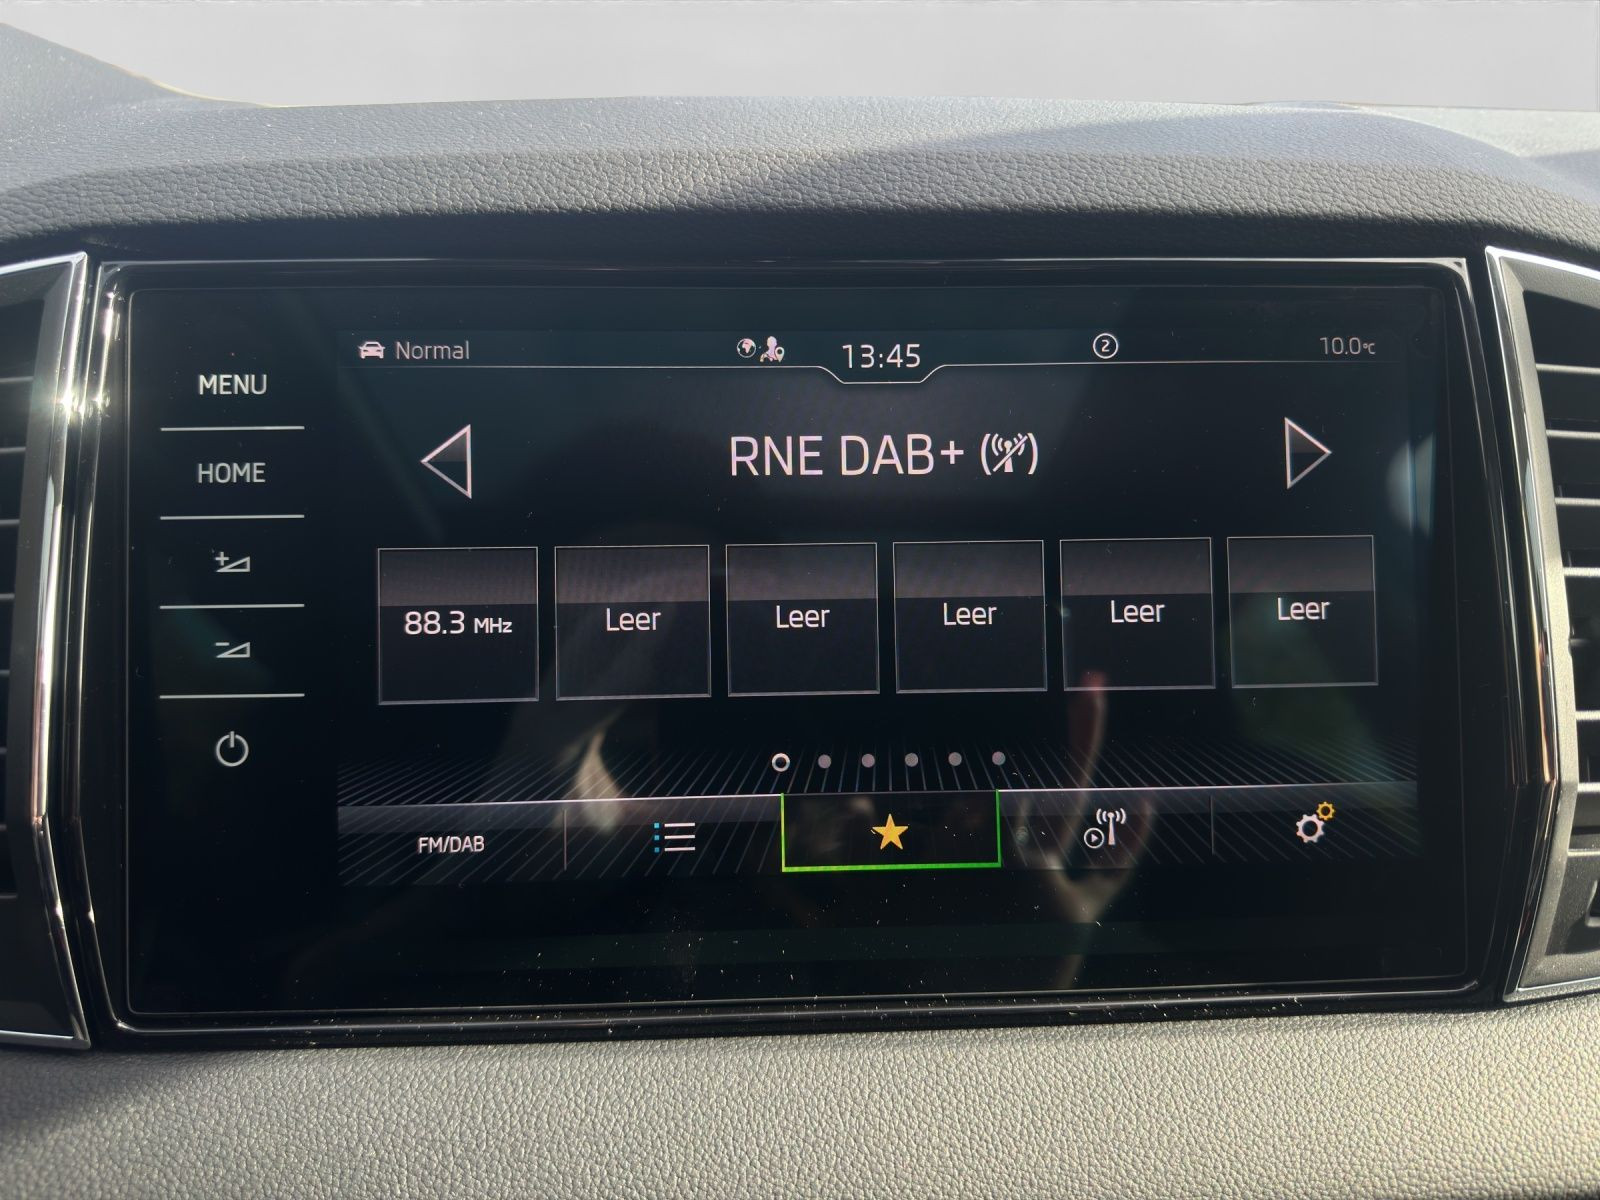 Normal
13:45
2
10.0°C
MENU
HOME
RNE DAB+
88.3 MHz
Leer
Leer
Leer
Leer
Leer
FM/DAB